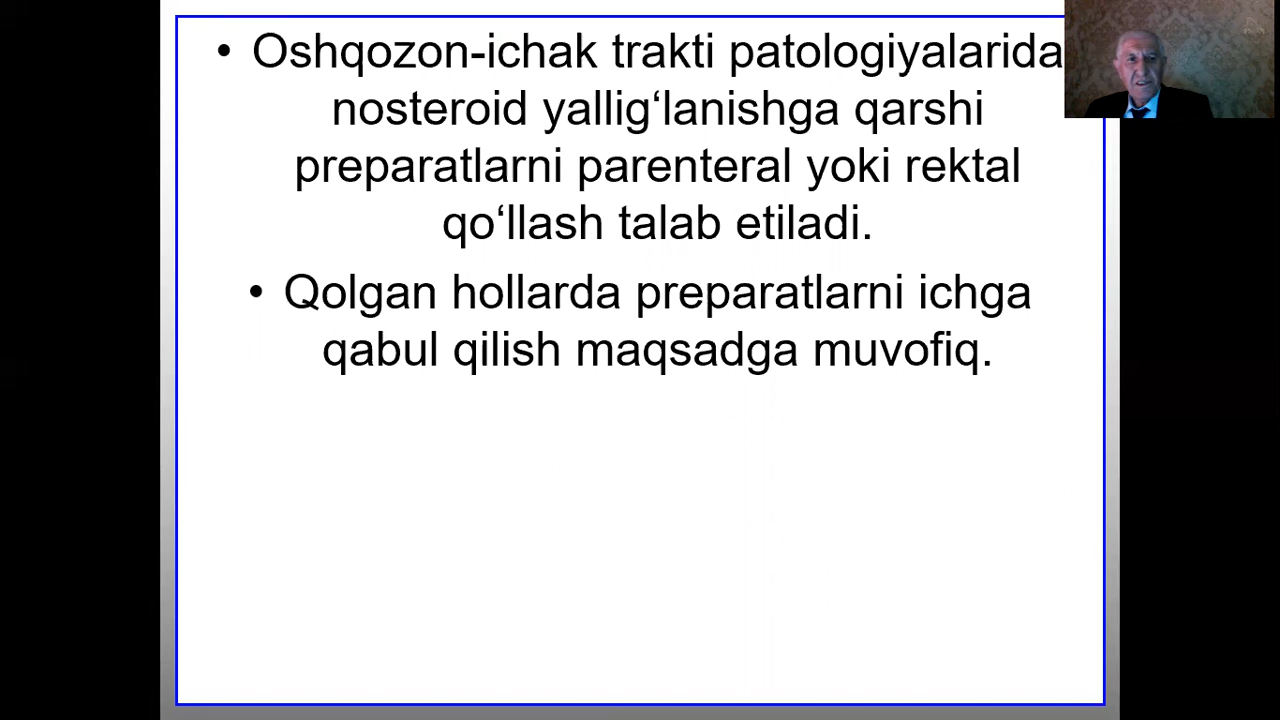 • Oshqozon-ichak trakti patologiyalarida
nosteroid yallig‘lanishga qarshi
preparatlarni parenteral yoki rektal
qo‘llash talab etiladi.
• Qolgan hollarda preparatlarni ichga
qabul qilish maqsadga muvofiq.